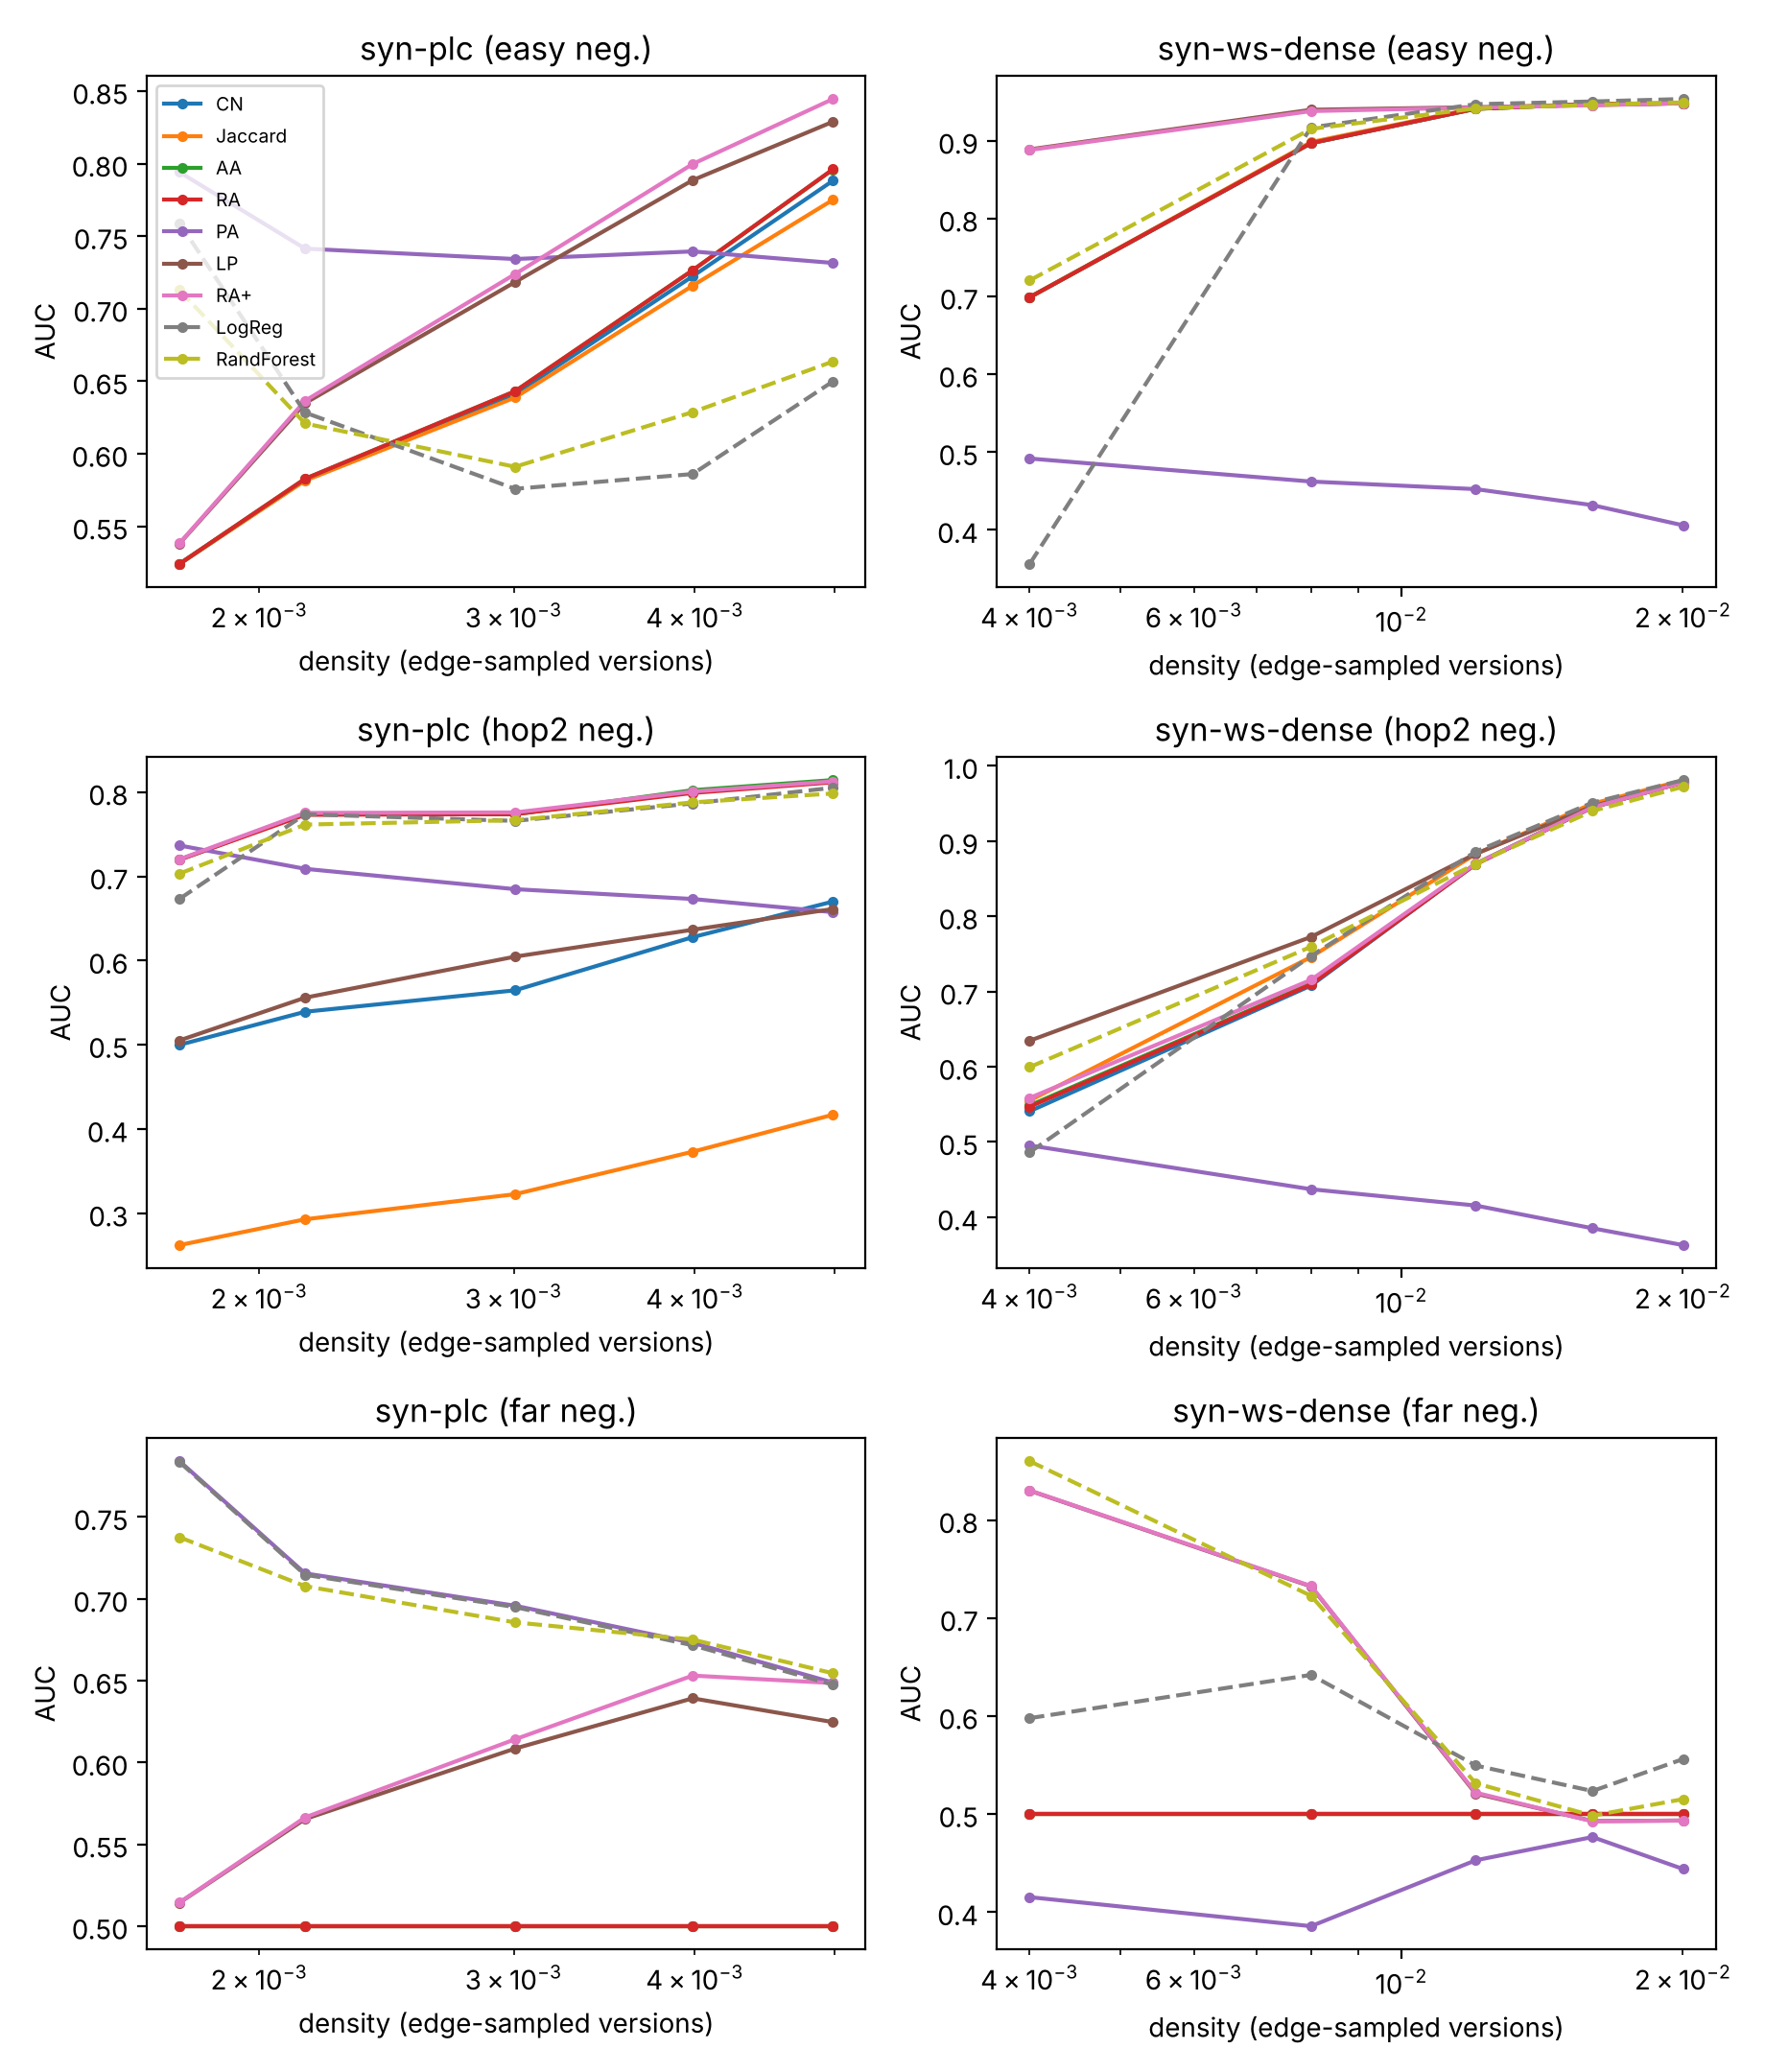 syn-plc (easy neg.)
0.85
0.80
0.75
0.70
0.65
0.60
0.55
AUC
CN
Jaccard
AA
RA
PA
LP
RA+
LogReg
RandForest
2 × 10⁻³
3 × 10⁻³
4 × 10⁻³
density (edge-sampled versions)
syn-ws-dense (easy neg.)
0.9
0.8
0.7
0.6
0.5
0.4
AUC
4 × 10⁻³
6 × 10⁻³
10⁻²
2 × 10⁻²
density (edge-sampled versions)
syn-plc (hop2 neg.)
0.8
0.7
0.6
0.5
0.4
0.3
AUC
2 × 10⁻³
3 × 10⁻³
4 × 10⁻³
density (edge-sampled versions)
syn-ws-dense (hop2 neg.)
1.0
0.9
0.8
0.7
0.6
0.5
0.4
AUC
4 × 10⁻³
6 × 10⁻³
10⁻²
2 × 10⁻²
density (edge-sampled versions)
syn-plc (far neg.)
0.75
0.70
0.65
0.60
0.55
0.50
AUC
2 × 10⁻³
3 × 10⁻³
4 × 10⁻³
density (edge-sampled versions)
syn-ws-dense (far neg.)
0.8
0.7
0.6
0.5
0.4
AUC
4 × 10⁻³
6 × 10⁻³
10⁻²
2 × 10⁻²
density (edge-sampled versions)